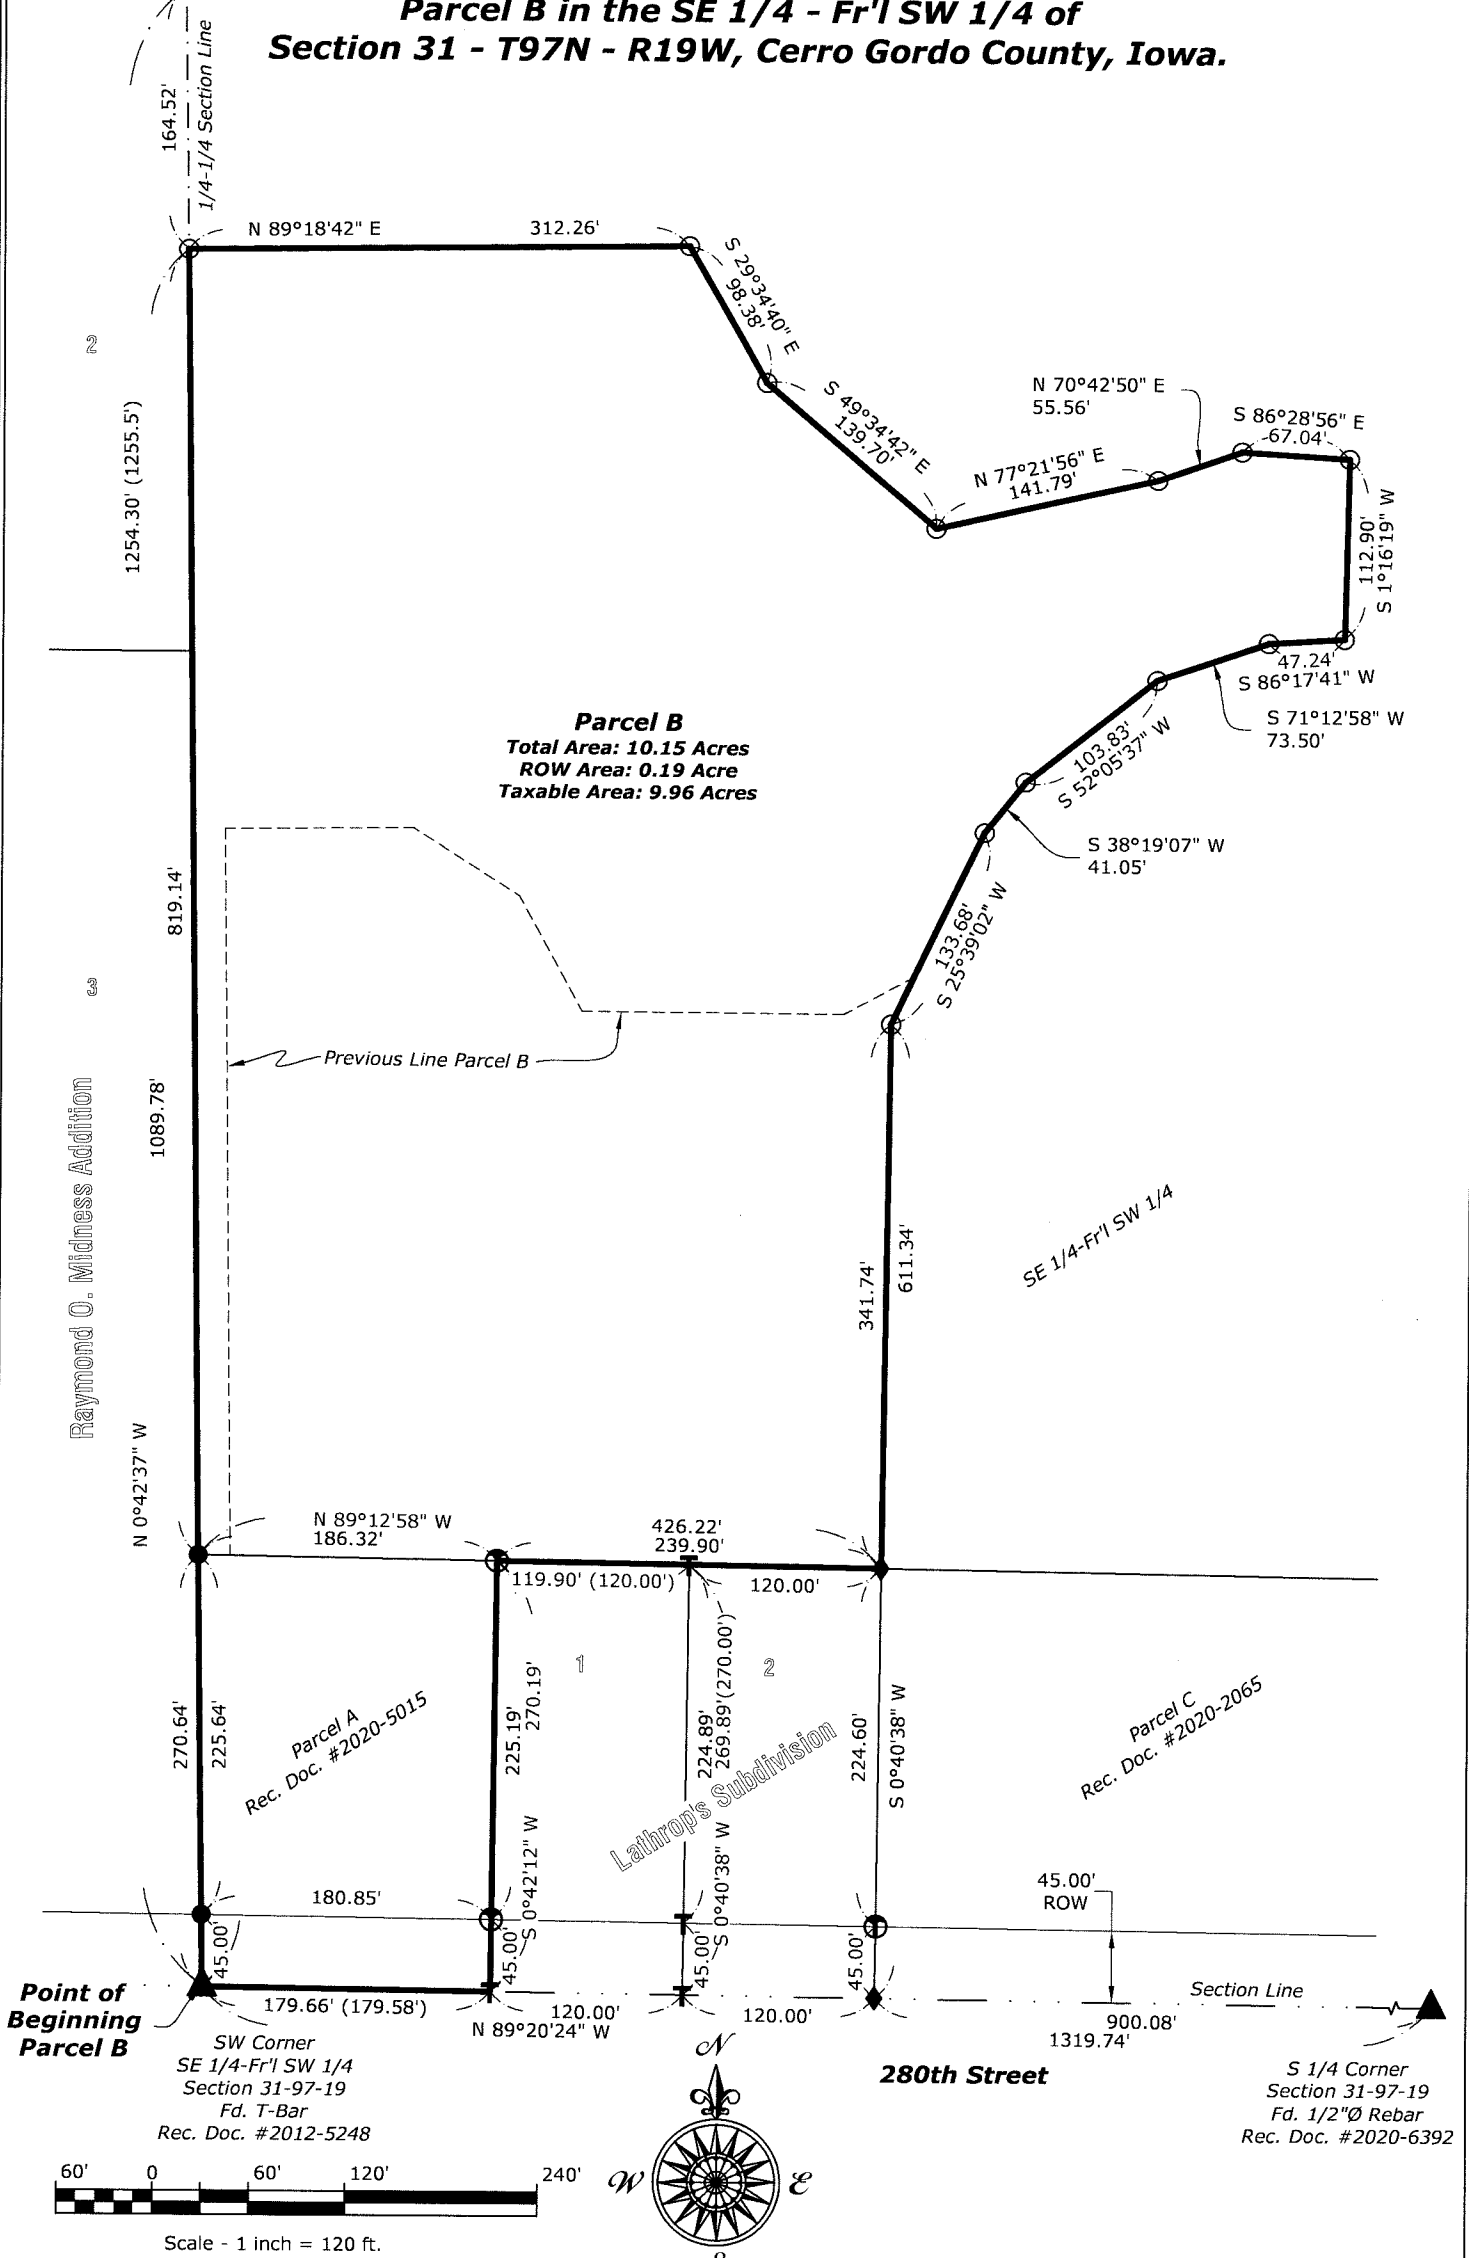 Parcel B in the SE 1/4 - Fr'l SW 1/4 of
Section 31 - T97N - R19W, Cerro Gordo County, Iowa.
164.52'
1/4-1/4 Section Line
N 89°18'42" E
312.26'
S 29°34'40" E
98.38'
2
1254.30' (1255.5')
S 49°34'42" E
139.70'
N 77°21'56" E
141.79'
N 70°42'50" E
55.56'
S 86°28'56" E
67.04'
112.90'
S 1°16'19" W
47.24'
S 86°17'41" W
S 71°12'58" W
73.50'
103.83'
S 52°05'37" W
S 38°19'07" W
41.05'
Parcel B
Total Area: 10.15 Acres
ROW Area: 0.19 Acre
Taxable Area: 9.96 Acres
819.14'
133.68'
S 25°39'02" W
3
Previous Line Parcel B
1089.78'
Raymond O. Midness Addition
SE 1/4-Fr'l SW 1/4
341.74'
611.34'
N 0°42'37" W
N 89°12'58" W
186.32'
426.22'
239.90'
119.90' (120.00')
120.00'
1
2
270.64'
225.64'
Parcel A
Rec. Doc. #2020-5015
225.19'
270.19'
S 0°42'12" W
224.89'
269.89'(270.00')
S 0°40'38" W
Lathrop's Subdivision
224.60'
S 0°40'38" W
Parcel C
Rec. Doc. #2020-2065
180.85'
45.00'
45.00'
45.00'
45.00'
45.00'
ROW
Point of
Beginning
Parcel B
179.66' (179.58')
120.00'
120.00'
N 89°20'24" W
Section Line
900.08'
1319.74'
SW Corner
SE 1/4-Fr'l SW 1/4
Section 31-97-19
Fd. T-Bar
Rec. Doc. #2012-5248
280th Street
S 1/4 Corner
Section 31-97-19
Fd. 1/2"Ø Rebar
Rec. Doc. #2020-6392
N
W
E
60' 0 60' 120' 240'
Scale - 1 inch = 120 ft.